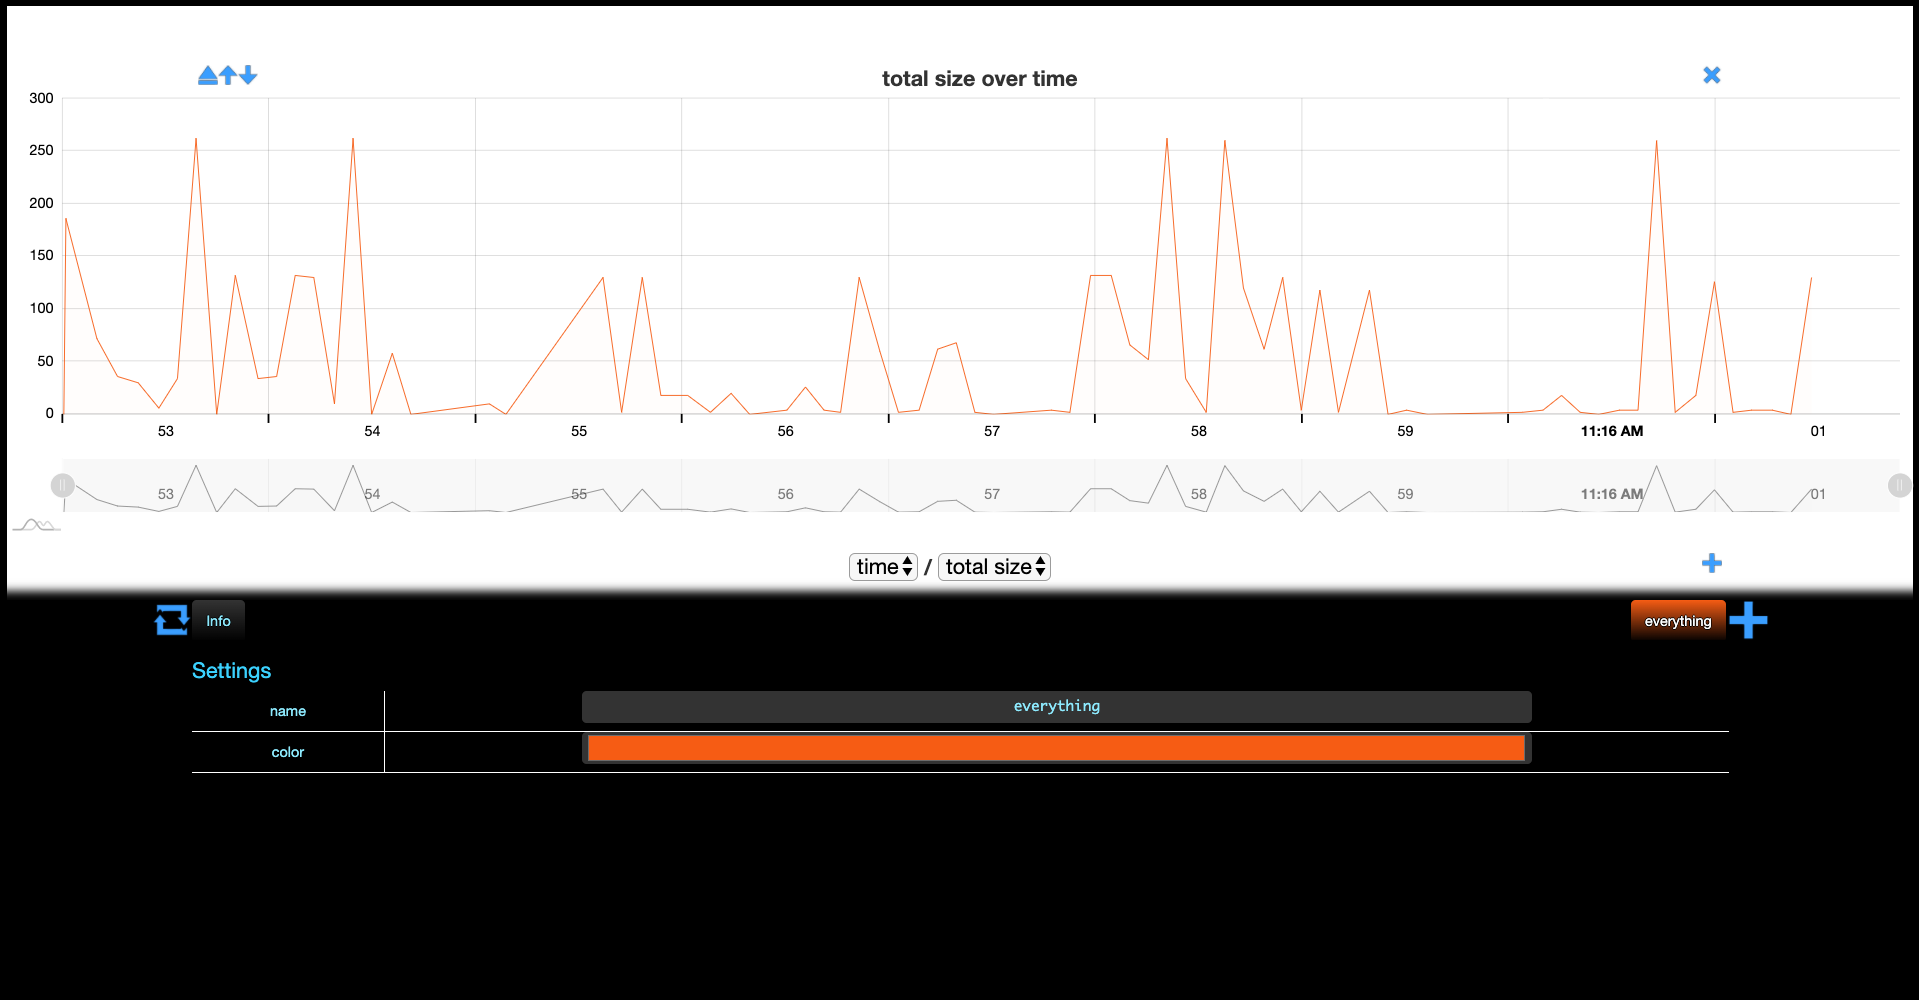 total size over time
300
250
200
150
100
50
0
53 54 55 56 57 58 59 11:16 AM 01
53 54 55 56 57 58 59 11:16 AM 01
time / total size
Info everything
Settings
name everything
color